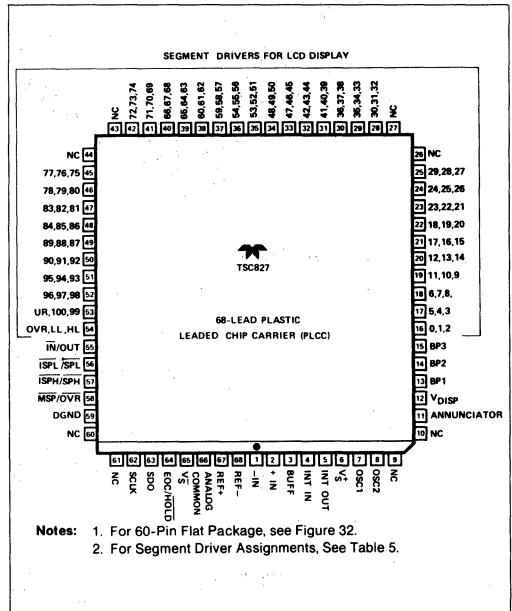 SEGMENT DRIVERS FOR LCD DISPLAY
NC 72,73,74 71,70,69 66,67,68 65,64,63 60,61,62 59,58,57 54,55,56 53,52,51 48,49,50 47,46,45 42,43,44 41,40,39 36,37,38 35,34,33 30,31,32 NC
43 42 41 40 39 38 37 36 35 34 33 32 31 30 29 28 27
NC 44
77,76,75 45
78,79,80 46
83,82,81 47
84,85,86 48
89,88,87 49
90,91,92 50
95,94,93 51
96,97,98 52
UR,100,99 53
OVR,LL,HL 54
IN/OUT 55
ISPL/SPL 56
ISPH/SPH 57
MSP/OVR 58
DGND 59
NC 60
TSC827
68-LEAD PLASTIC
LEADED CHIP CARRIER (PLCC)
26 NC
25 29,28,27
24 24,25,26
23 23,22,21
22 18,19,20
21 17,16,15
20 12,13,14
19 11,10,9
18 6,7,8,
17 5,4,3
16 0,1,2
15 BP3
14 BP2
13 BP1
12 VDISP
11 ANNUNCIATOR
10 NC
61 62 63 64 65 66 67 68 1 2 3 4 5 6 7 8 9
NC SCLK SDO EOC/HOLD VS- ANALOG COMMON REF+ REF- -IN + IN BUFF INT IN INT OUT VS+ OSC1 OSC2 NC
Notes: 1. For 60-Pin Flat Package, see Figure 32.
2. For Segment Driver Assignments, See Table 5.